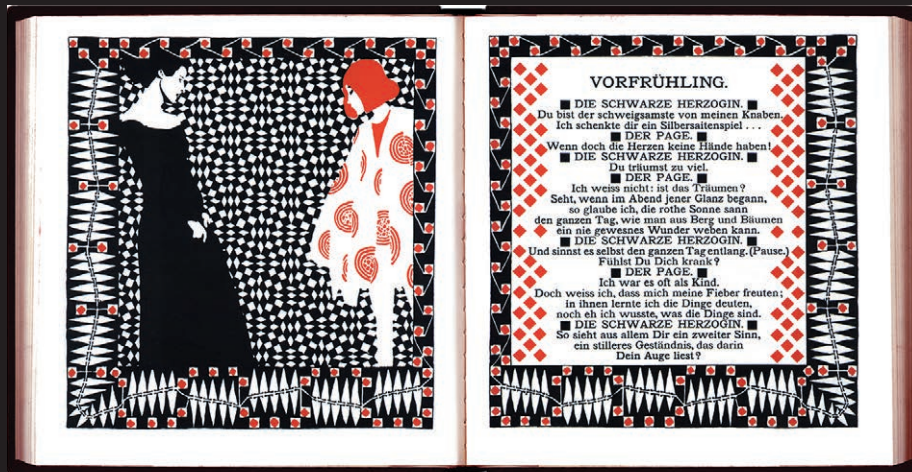 VORFRÜHLING.
■ DIE SCHWARZE HERZOGIN. ■
Du bist der schweigsamste von meinen Knaben.
Ich schenkte dir ein Silbersaitenspiel . . .
■ DER PAGE. ■
Wenn doch die Herzen keine Hände haben!
■ DIE SCHWARZE HERZOGIN. ■
Du träumst zu viel.
■ DER PAGE. ■
Ich weiss nicht: ist das Träumen?
Seht, wenn im Abend jener Glanz begann,
so glaube ich, die rothe Sonne sann
den ganzen Tag, wie man aus Berg und Bäumen
ein nie gewesnes Wunder weben kann.
■ DIE SCHWARZE HERZOGIN. ■
Und sinnst es selbst den ganzen Tag entlang. (Pause.)
Fühlst Du Dich krank?
■ DER PAGE. ■
Ich war es oft als Kind.
Doch weiss ich, dass mich meine Fieber freuten;
in ihnen lernte ich die Dinge deuten,
noch eh ich wusste, was die Dinge sind.
■ DIE SCHWARZE HERZOGIN. ■
So sieht aus allem Dir ein zweiter Sinn,
ein stilleres Geständnis, das darin
Dein Auge liest?